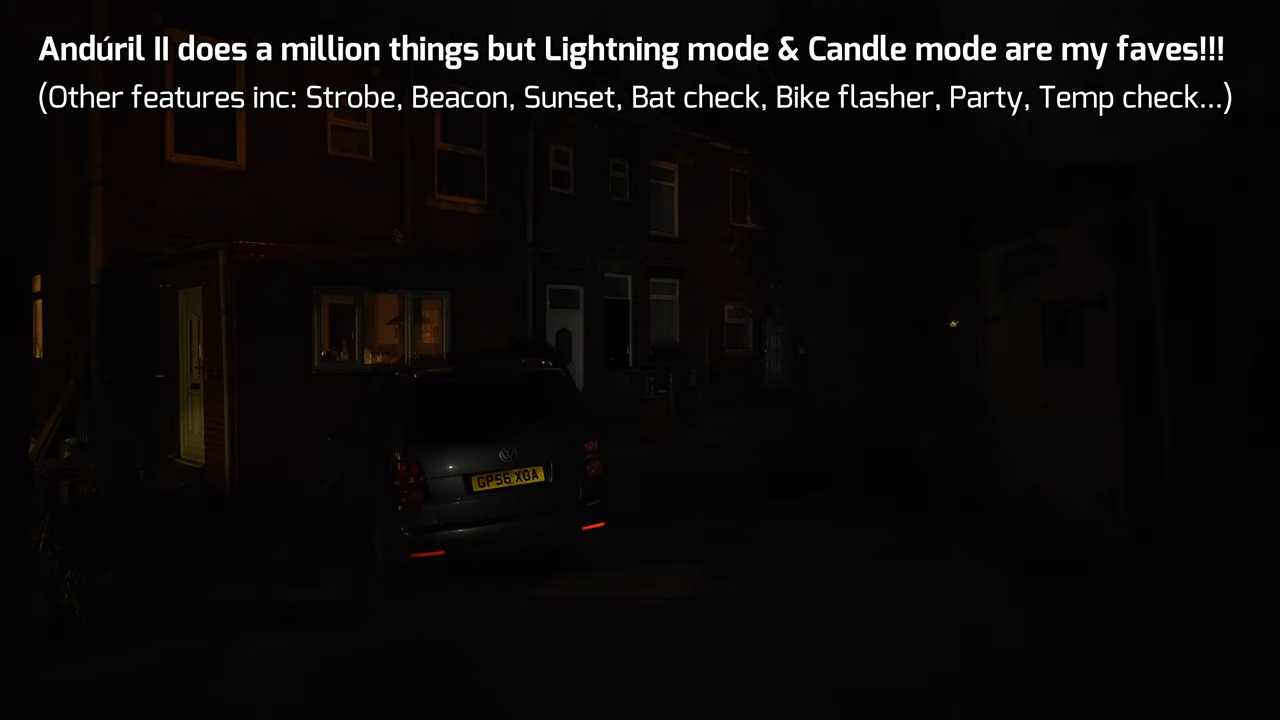 Andúril II does a million things but Lightning mode & Candle mode are my faves!!!
(Other features inc: Strobe, Beacon, Sunset, Bat check, Bike flasher, Party, Temp check...)
GP56 XOA